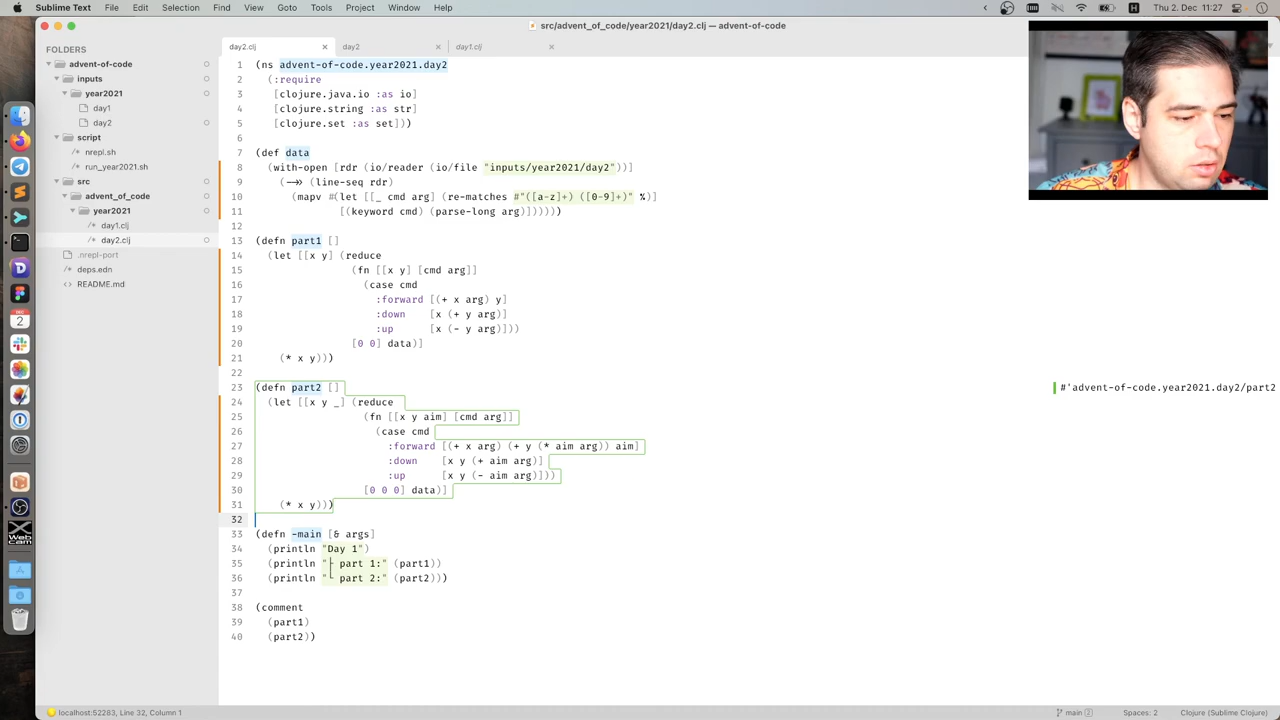 Sublime Text File Edit Selection Find View Goto Tools Project Window Help
Thu 2. Dec 11:27
src/advent_of_code/year2021/day2.clj — advent-of-code
FOLDERS
advent-of-code
inputs
year2021
day1
day2
script
nrepl.sh
run_year2021.sh
src
advent_of_code
year2021
day1.clj
day2.clj
.nrepl-port
deps.edn
README.md
day2.clj
day2
day1.clj
1 (ns advent-of-code.year2021.day2
2 (:require
3 [clojure.java.io :as io]
4 [clojure.string :as str]
5 [clojure.set :as set]))
6
7 (def data
8 (with-open [rdr (io/reader (io/file "inputs/year2021/day2"))]
9 (->> (line-seq rdr)
10 (mapv #(let [[_ cmd arg] (re-matches #"([a-z]+) ([0-9]+)" %)]
11 [(keyword cmd) (parse-long arg)])))))
12
13 (defn part1 []
14 (let [[x y] (reduce
15 (fn [[x y] [cmd arg]]
16 (case cmd
17 :forward [(+ x arg) y]
18 :down [x (+ y arg)]
19 :up [x (- y arg)]))
20 [0 0] data)]
21 (* x y)))
22
23 (defn part2 []
#'advent-of-code.year2021.day2/part2
24 (let [[x y _] (reduce
25 (fn [[x y aim] [cmd arg]]
26 (case cmd
27 :forward [(+ x arg) (+ y (* aim arg)) aim]
28 :down [x y (+ aim arg)]
29 :up [x y (- aim arg)]))
30 [0 0 0] data)]
31 (* x y)))
32
33 (defn -main [& args]
34 (println "Day 1")
35 (println "├ part 1:" (part1))
36 (println "└ part 2:" (part2)))
37
38 (comment
39 (part1)
40 (part2))
DEC
2
Web
Cam
localhost:52283, Line 32, Column 1
main 2
Spaces: 2
Clojure (Sublime Clojure)